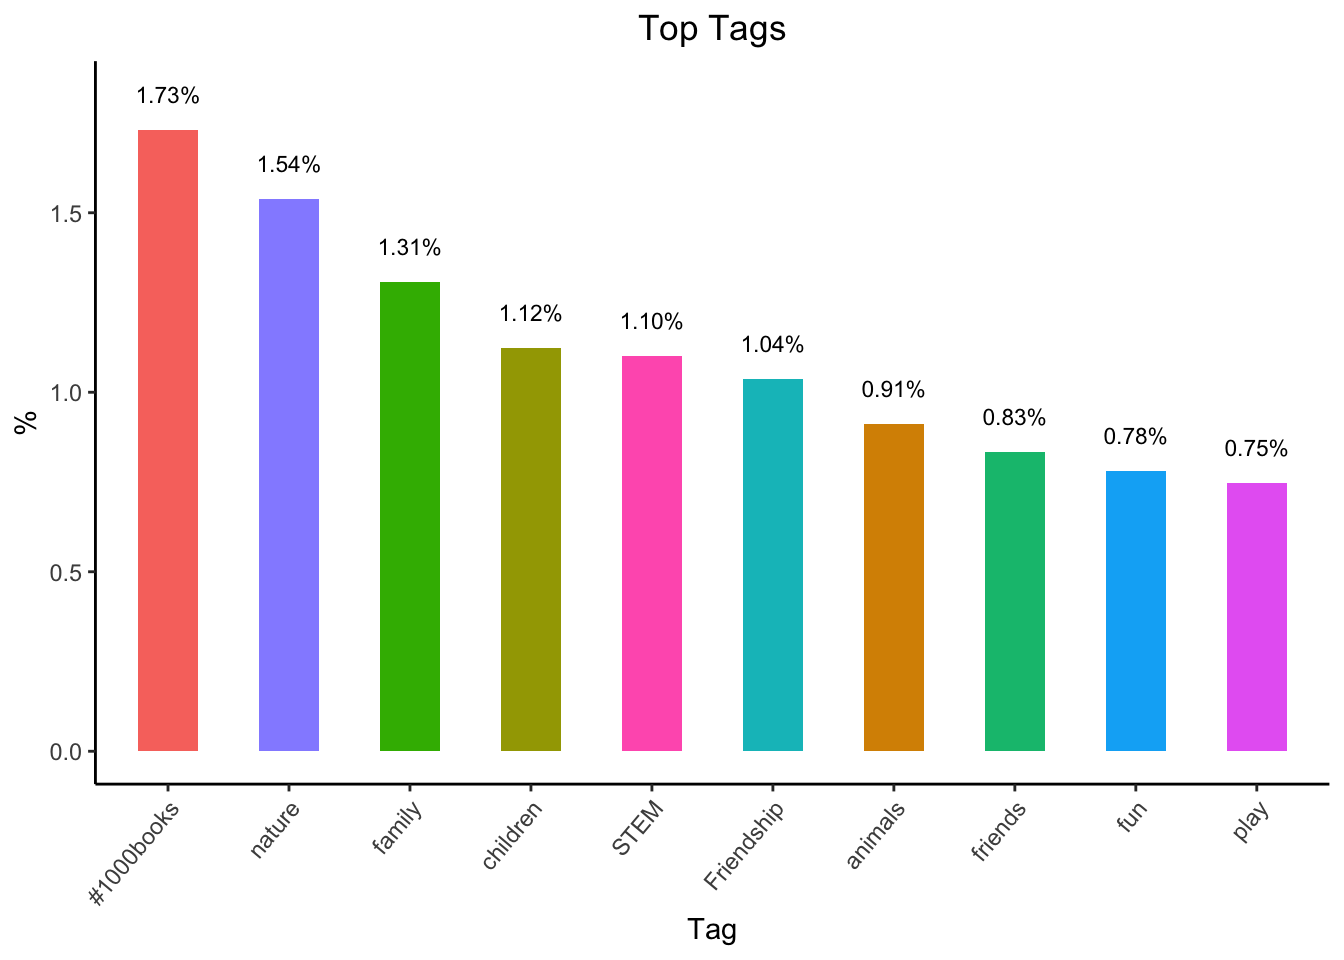 Top Tags
1.73%
1.54%
1.31%
1.12%
1.10%
1.04%
0.91%
0.83%
0.78%
0.75%
%
1.5
1.0
0.5
0.0
#1000books
nature
family
children
STEM
Friendship
animals
friends
fun
play
Tag